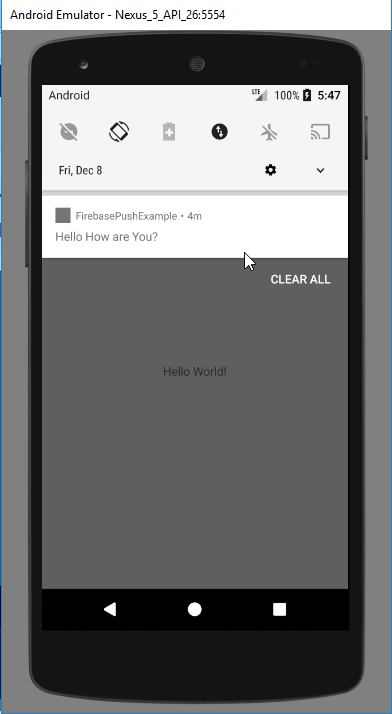 Android Emulator - Nexus_5_API_26:5554
Android LTE 100% 5:47
Fri, Dec 8
FirebasePushExample • 4m
Hello How are You?
CLEAR ALL
Hello World!